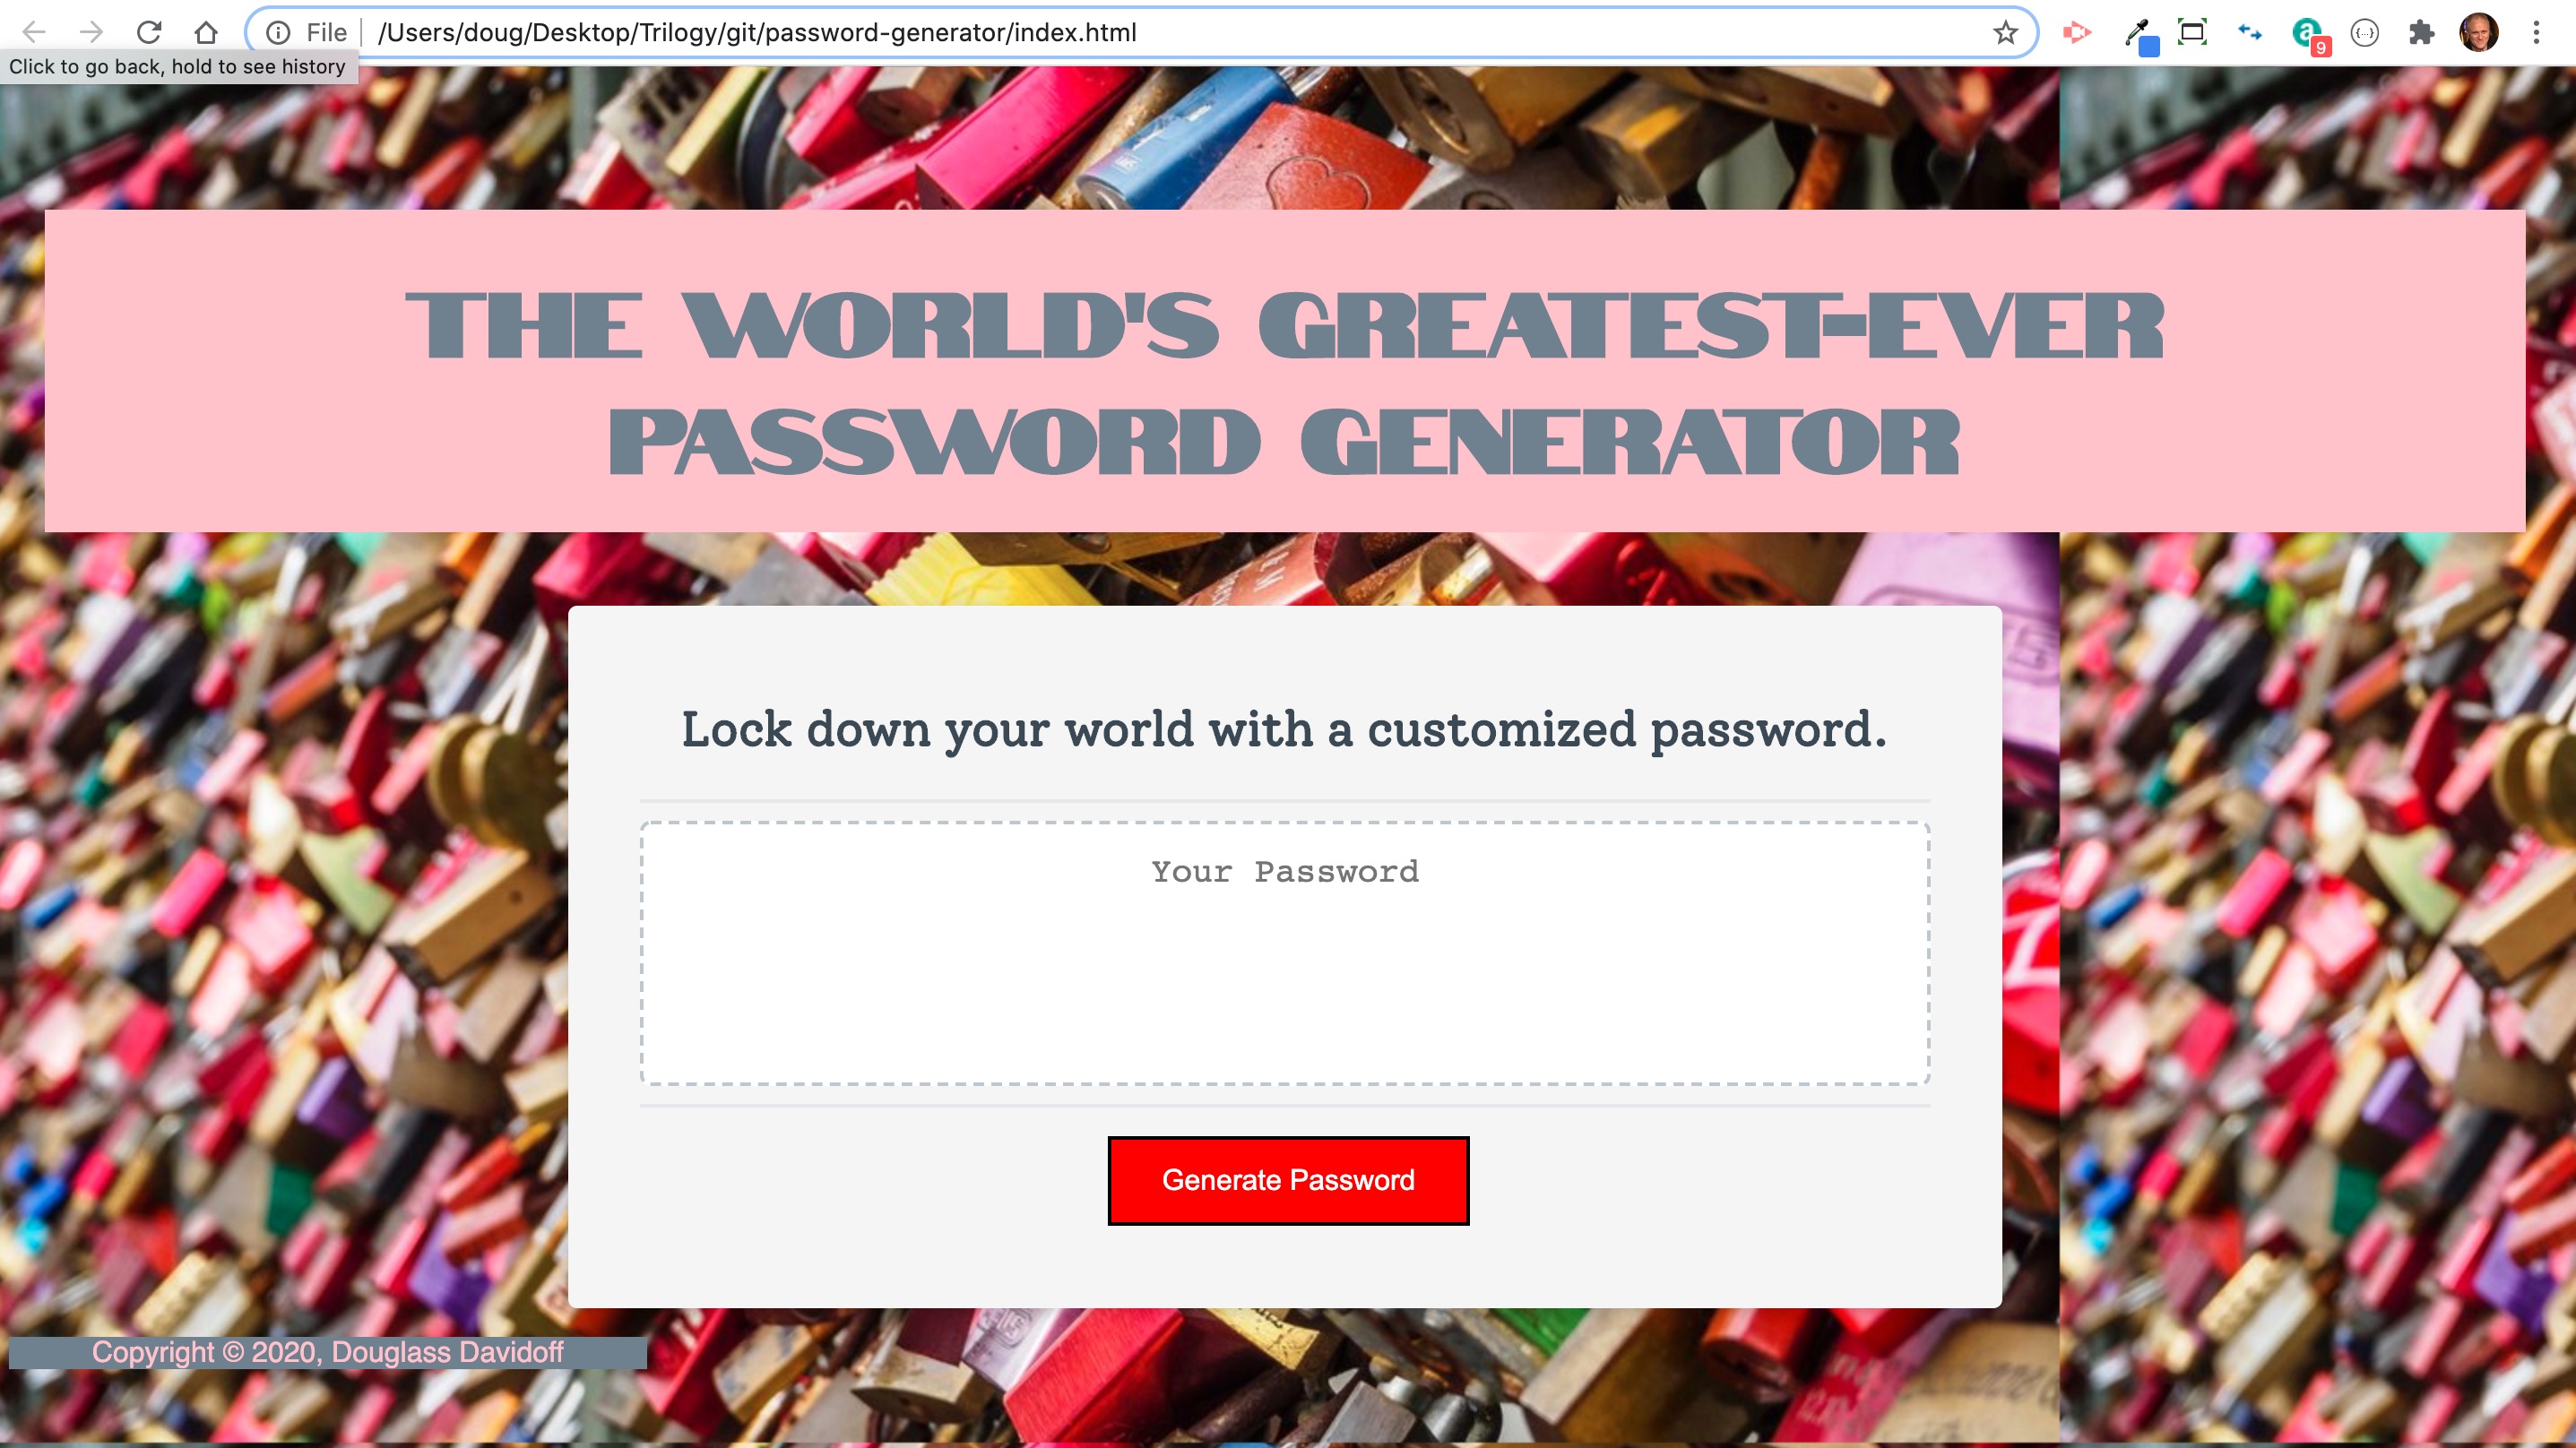 File /Users/doug/Desktop/Trilogy/git/password-generator/index.html
9
Click to go back, hold to see history
THE WORLD'S GREATEST-EVER
PASSWORD GENERATOR
Lock down your world with a customized password.
Your Password
Generate Password
Copyright © 2020, Douglass Davidoff